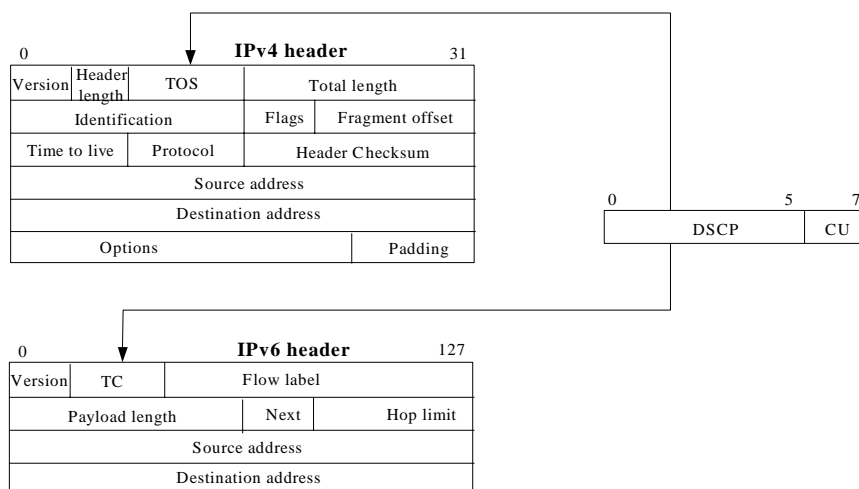 0 IPv4 header 31
Version Header length TOS Total length
Identification Flags Fragment offset
Time to live Protocol Header Checksum
Source address
Destination address
Options Padding
0 5 7
DSCP CU
0 IPv6 header 127
Version TC Flow label
Payload length Next Hop limit
Source address
Destination address